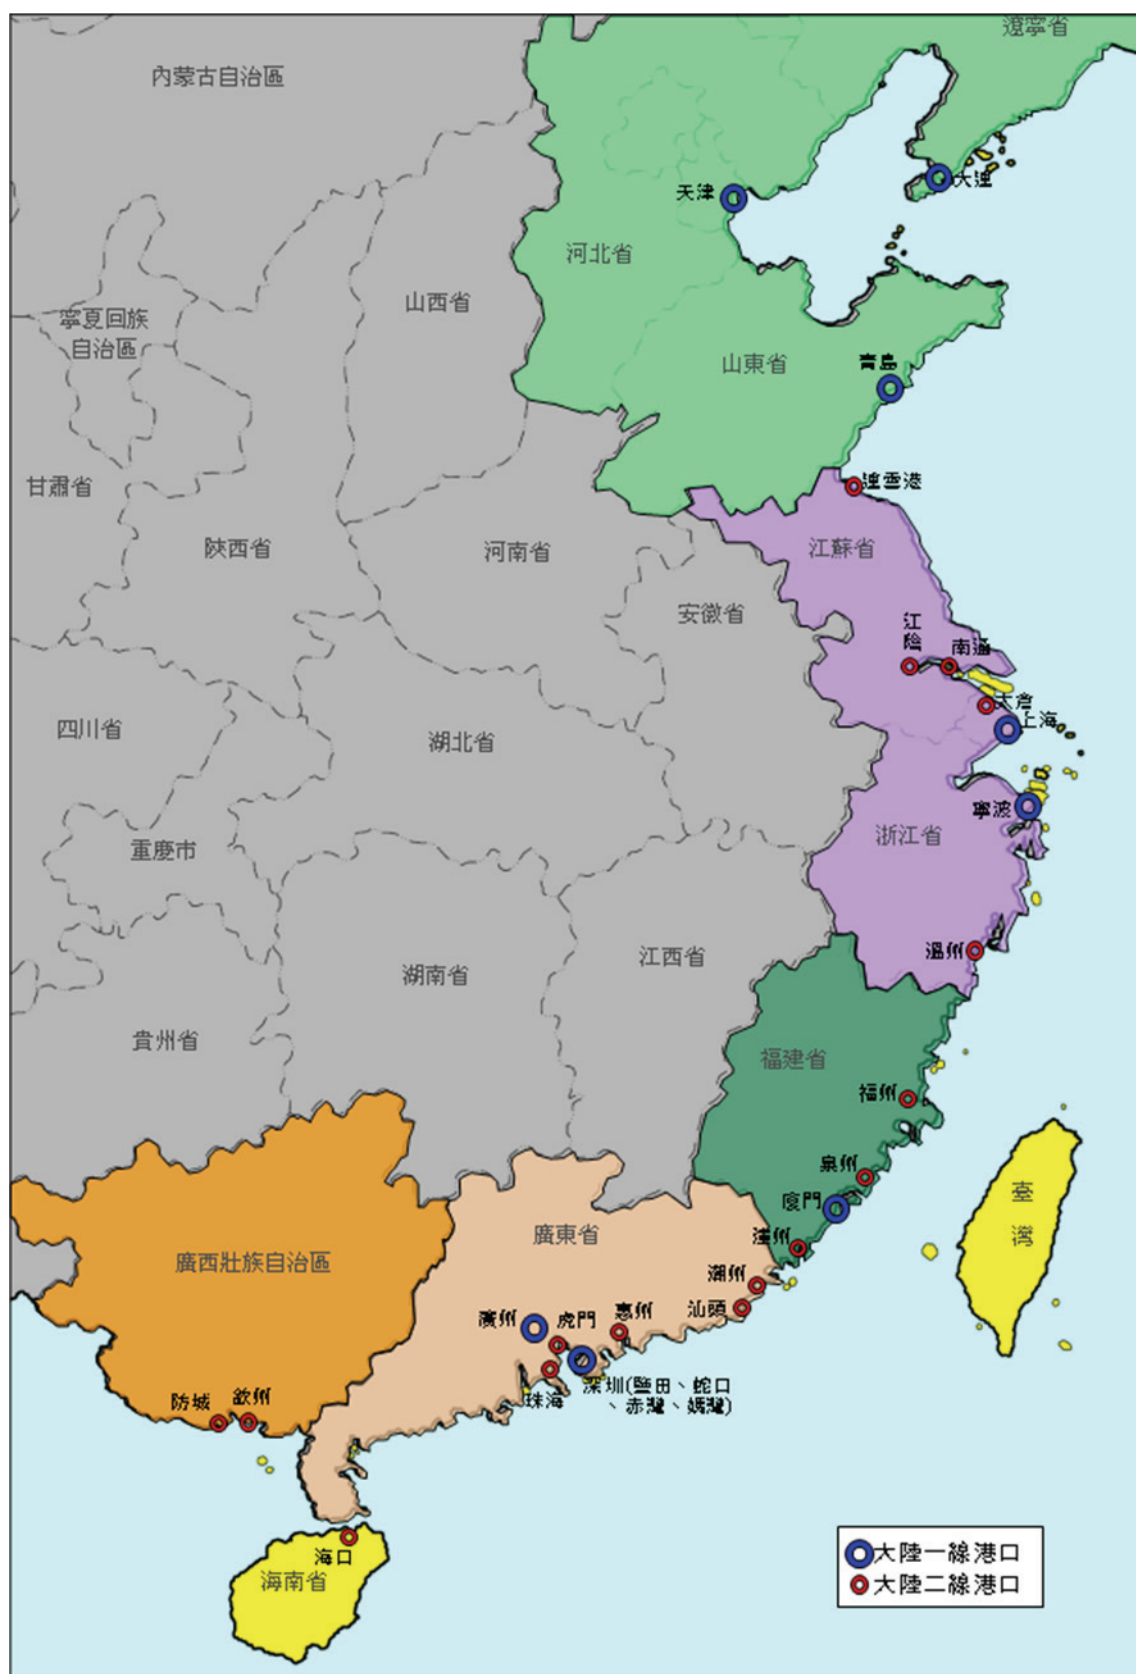 遼寧省
內蒙古自治區
大連
天津
河北省
山西省
寧夏回族
自治區
山東省
青島
甘肅省
連雲港
陝西省
河南省
江蘇省
安徽省
江陰
南通
太倉
上海
四川省
湖北省
寧波
浙江省
重慶市
溫州
江西省
湖南省
貴州省
福建省
福州
泉州
廈門
臺灣
廣東省
漳州
廣西壯族自治區
潮州
汕頭
廣州
虎門
惠州
深圳(鹽田、蛇口
、赤灣、媽灣)
珠海
防城
欽州
海口
海南省
大陸一線港口
大陸二線港口